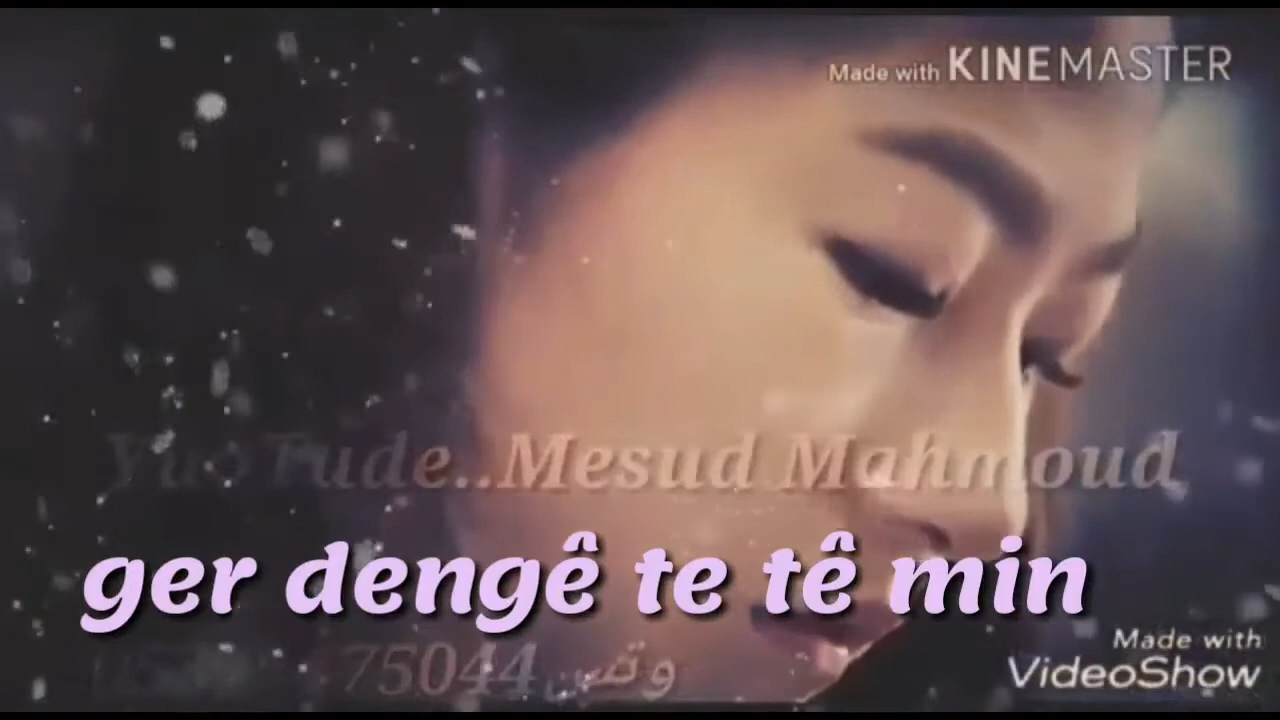 Made with KINEMASTER
YuoTude..Mesud Mahmoud
ger dengê te tê min
75044
Made with
VideoShow